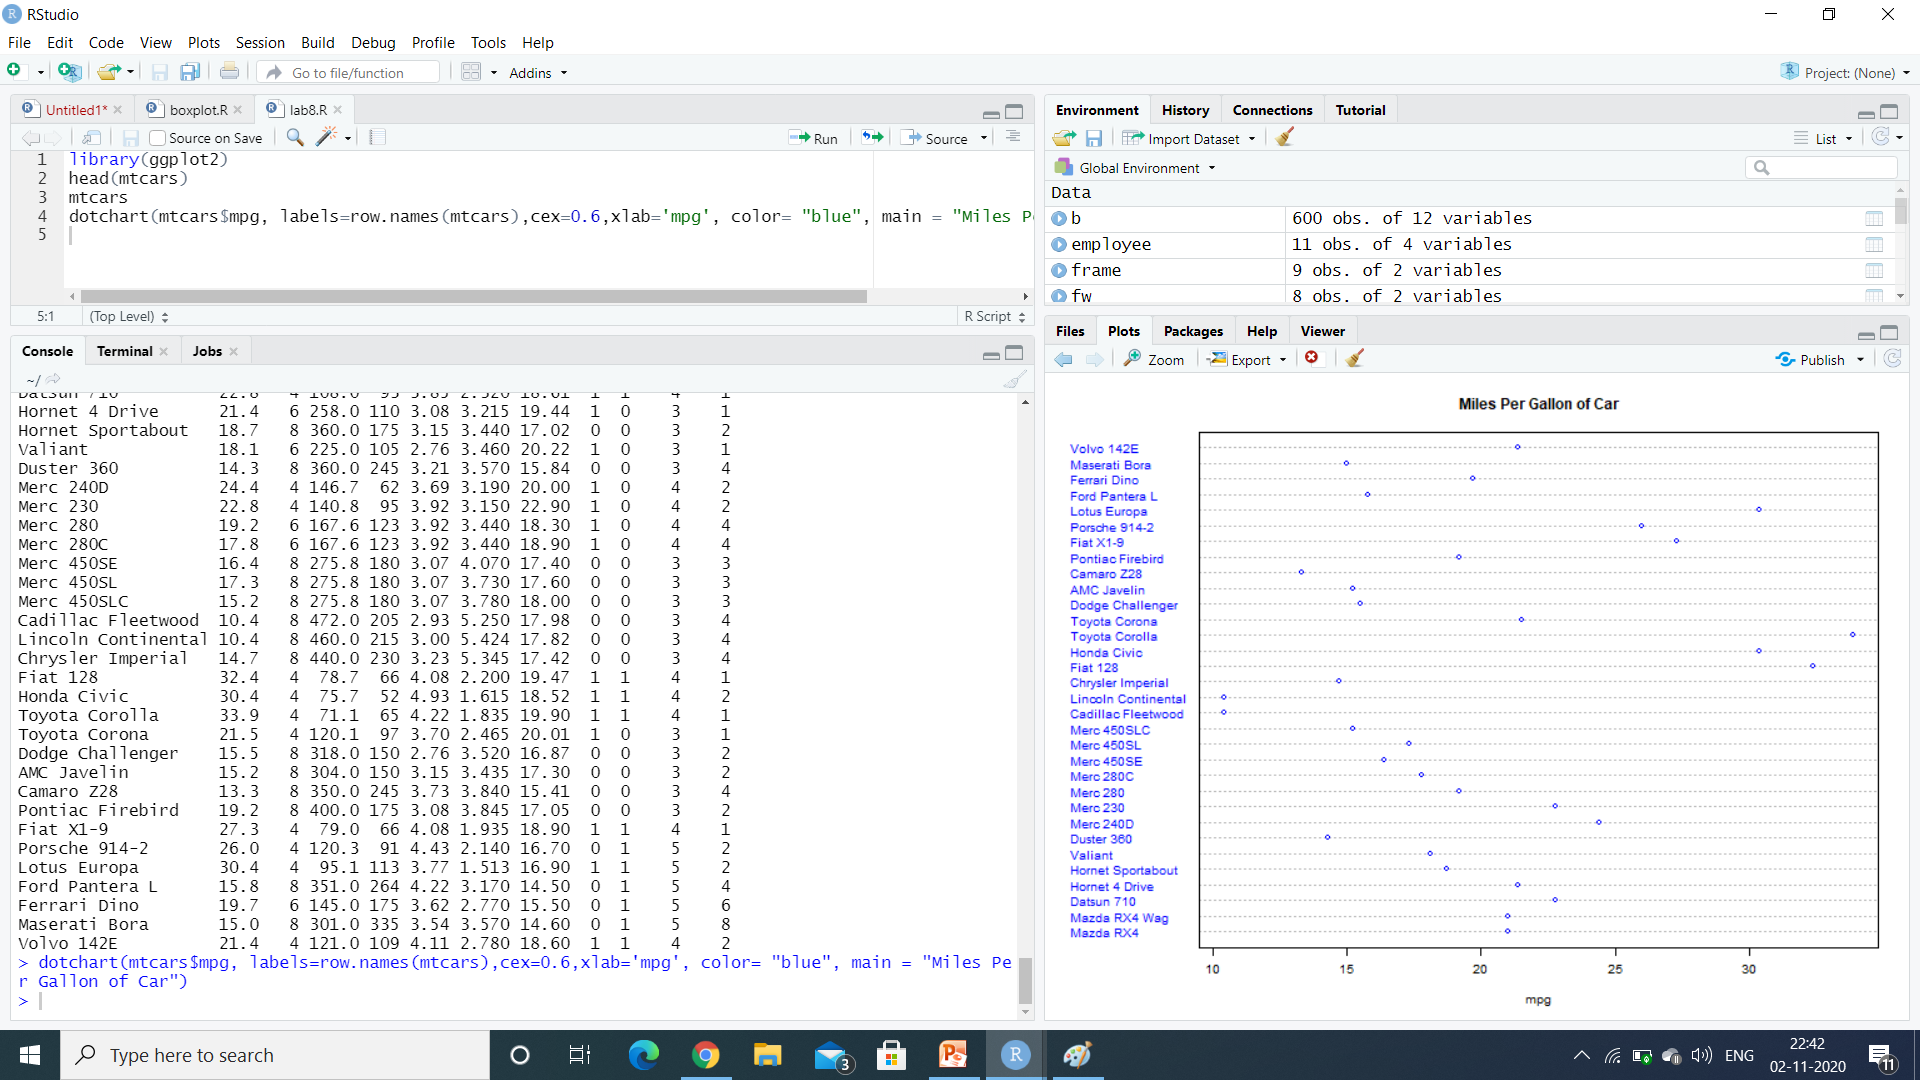 RStudio
File Edit Code View Plots Session Build Debug Profile Tools Help
Go to file/function Addins Project: (None)
Untitled1* boxplot.R lab8.R
Source on Save Run Source
1 library(ggplot2)
2 head(mtcars)
3 mtcars
4 dotchart(mtcars$mpg, labels=row.names(mtcars),cex=0.6,xlab='mpg', color= "blue", main = "Miles P
5
5:1 (Top Level) R Script
Console Terminal Jobs
~/
Datsun 710 22.8 4 108.0 93 3.85 2.320 18.61 1 1 4 1
Hornet 4 Drive 21.4 6 258.0 110 3.08 3.215 19.44 1 0 3 1
Hornet Sportabout 18.7 8 360.0 175 3.15 3.440 17.02 0 0 3 2
Valiant 18.1 6 225.0 105 2.76 3.460 20.22 1 0 3 1
Duster 360 14.3 8 360.0 245 3.21 3.570 15.84 0 0 3 4
Merc 240D 24.4 4 146.7 62 3.69 3.190 20.00 1 0 4 2
Merc 230 22.8 4 140.8 95 3.92 3.150 22.90 1 0 4 2
Merc 280 19.2 6 167.6 123 3.92 3.440 18.30 1 0 4 4
Merc 280C 17.8 6 167.6 123 3.92 3.440 18.90 1 0 4 4
Merc 450SE 16.4 8 275.8 180 3.07 4.070 17.40 0 0 3 3
Merc 450SL 17.3 8 275.8 180 3.07 3.730 17.60 0 0 3 3
Merc 450SLC 15.2 8 275.8 180 3.07 3.780 18.00 0 0 3 3
Cadillac Fleetwood 10.4 8 472.0 205 2.93 5.250 17.98 0 0 3 4
Lincoln Continental 10.4 8 460.0 215 3.00 5.424 17.82 0 0 3 4
Chrysler Imperial 14.7 8 440.0 230 3.23 5.345 17.42 0 0 3 4
Fiat 128 32.4 4 78.7 66 4.08 2.200 19.47 1 1 4 1
Honda Civic 30.4 4 75.7 52 4.93 1.615 18.52 1 1 4 2
Toyota Corolla 33.9 4 71.1 65 4.22 1.835 19.90 1 1 4 1
Toyota Corona 21.5 4 120.1 97 3.70 2.465 20.01 1 0 3 1
Dodge Challenger 15.5 8 318.0 150 2.76 3.520 16.87 0 0 3 2
AMC Javelin 15.2 8 304.0 150 3.15 3.435 17.30 0 0 3 2
Camaro Z28 13.3 8 350.0 245 3.73 3.840 15.41 0 0 3 4
Pontiac Firebird 19.2 8 400.0 175 3.08 3.845 17.05 0 0 3 2
Fiat X1-9 27.3 4 79.0 66 4.08 1.935 18.90 1 1 4 1
Porsche 914-2 26.0 4 120.3 91 4.43 2.140 16.70 0 1 5 2
Lotus Europa 30.4 4 95.1 113 3.77 1.513 16.90 1 1 5 2
Ford Pantera L 15.8 8 351.0 264 4.22 3.170 14.50 0 1 5 4
Ferrari Dino 19.7 6 145.0 175 3.62 2.770 15.50 0 1 5 6
Maserati Bora 15.0 8 301.0 335 3.54 3.570 14.60 0 1 5 8
Volvo 142E 21.4 4 121.0 109 4.11 2.780 18.60 1 1 4 2
> dotchart(mtcars$mpg, labels=row.names(mtcars),cex=0.6,xlab='mpg', color= "blue", main = "Miles Pe
r Gallon of Car")
>
Environment History Connections Tutorial
Import Dataset List
Global Environment
Data
b 600 obs. of 12 variables
employee 11 obs. of 4 variables
frame 9 obs. of 2 variables
fw 8 obs. of 2 variables
Files Plots Packages Help Viewer
Zoom Export Publish
Miles Per Gallon of Car
Volvo 142E
Maserati Bora
Ferrari Dino
Ford Pantera L
Lotus Europa
Porsche 914-2
Fiat X1-9
Pontiac Firebird
Camaro Z28
AMC Javelin
Dodge Challenger
Toyota Corona
Toyota Corolla
Honda Civic
Fiat 128
Chrysler Imperial
Lincoln Continental
Cadillac Fleetwood
Merc 450SLC
Merc 450SL
Merc 450SE
Merc 280C
Merc 280
Merc 230
Merc 240D
Duster 360
Valiant
Hornet Sportabout
Hornet 4 Drive
Datsun 710
Mazda RX4 Wag
Mazda RX4
10 15 20 25 30
mpg
Type here to search
3
ENG
22:42
02-11-2020
11